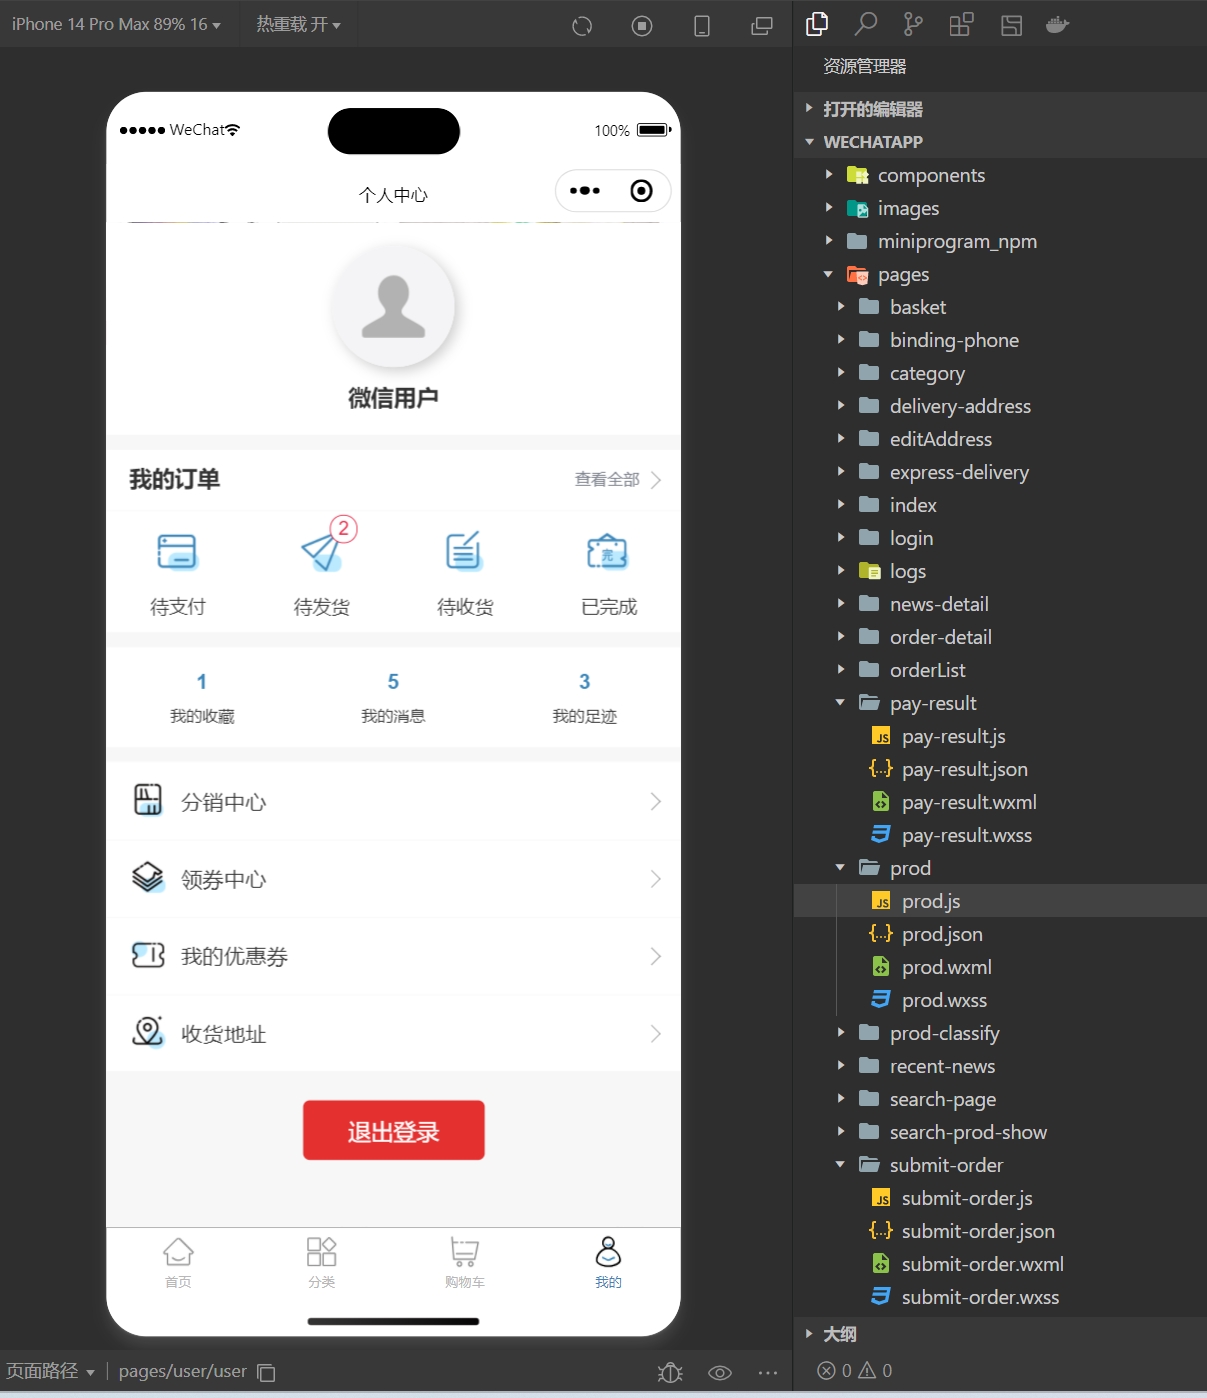 iPhone 14 Pro Max 89% 16
热重载 开
WeChat
100%
个人中心
微信用户
我的订单
查看全部
2
待支付
待发货
待收货
完
已完成
1
5
3
我的收藏
我的消息
我的足迹
分销中心
领券中心
我的优惠券
收货地址
退出登录
首页
分类
购物车
我的
页面路径
pages/user/user
资源管理器
打开的编辑器
WECHATAPP
components
images
miniprogram_npm
pages
basket
binding-phone
category
delivery-address
editAddress
express-delivery
index
login
logs
news-detail
order-detail
orderList
pay-result
JS pay-result.js
{..} pay-result.json
pay-result.wxml
pay-result.wxss
prod
JS prod.js
{..} prod.json
prod.wxml
prod.wxss
prod-classify
recent-news
search-page
search-prod-show
submit-order
JS submit-order.js
{..} submit-order.json
submit-order.wxml
submit-order.wxss
大纲
0 0